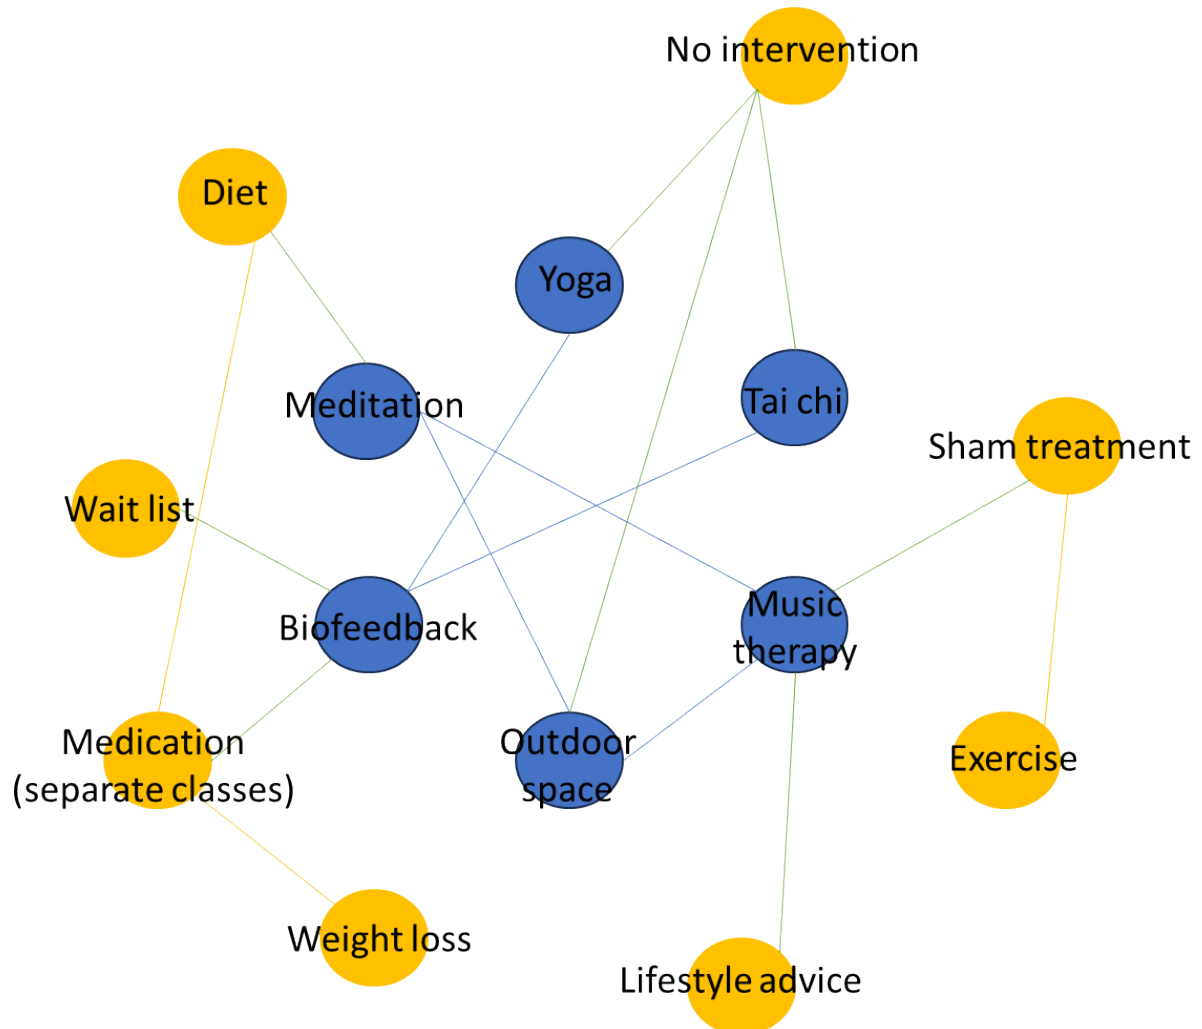 No intervention
Diet
Yoga
Meditation
Tai chi
Sham treatment
Wait list
Biofeedback
Music
therapy
Medication
(separate classes)
Outdoor
space
Exercise
Weight loss
Lifestyle advice